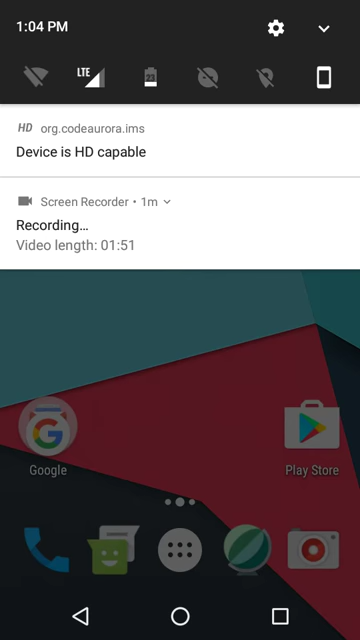 1:04 PM
LTE
23
HD org.codeaurora.ims
Device is HD capable
Screen Recorder • 1m
Recording…
Video length: 01:51
Google
Play Store